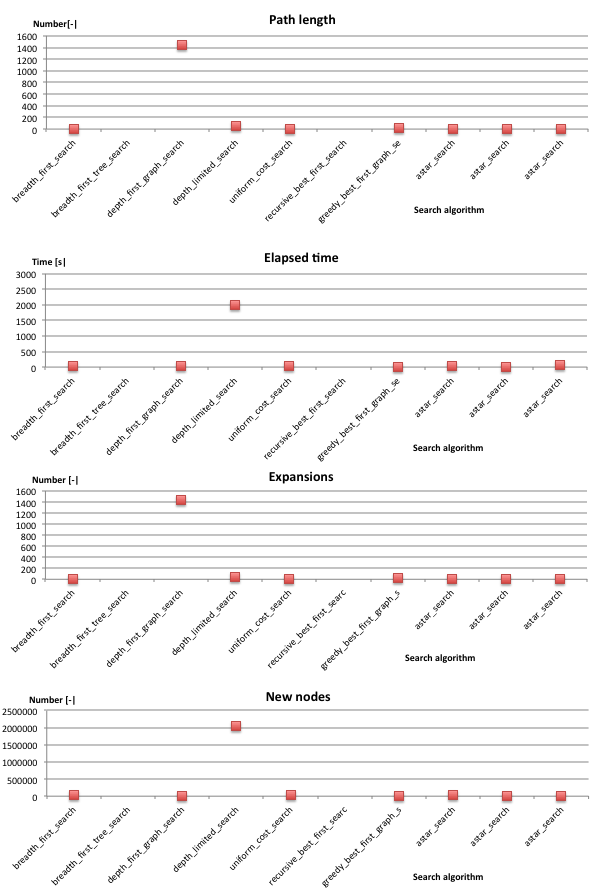 Path length
Number[-|
1600
1400
1200
1000
800
600
400
200
0
breadth_first_search
breadth_first_tree_search
depth_first_graph_search
depth_limited_search
uniform_cost_search
recursive_best_first_search
greedy_best_first_graph_se
astar_search
astar_search
astar_search
Search algorithm
Elapsed time
Time [s|
3000
2500
2000
1500
1000
500
0
breadth_first_search
breadth_first_tree_search
depth_first_graph_search
depth_limited_search
uniform_cost_search
recursive_best_first_search
greedy_best_first_graph_se
astar_search
astar_search
astar_search
Search algorithm
Expansions
Number [-|
1600
1400
1200
1000
800
600
400
200
0
breadth_first_search
breadth_first_tree_search
depth_first_graph_search
depth_limited_search
uniform_cost_search
recursive_best_first_searc
greedy_best_first_graph_s
astar_search
astar_search
astar_search
Search algorithm
New nodes
Number [-|
2500000
2000000
1500000
1000000
500000
0
breadth_first_search
breadth_first_tree_search
depth_first_graph_search
depth_limited_search
uniform_cost_search
recursive_best_first_searc
greedy_best_first_graph_s
astar_search
astar_search
astar_search
Search algorithm